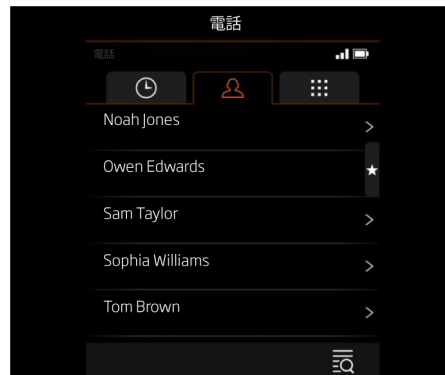 電話
電話
Noah Jones
Owen Edwards
Sam Taylor
Sophia Williams
Tom Brown